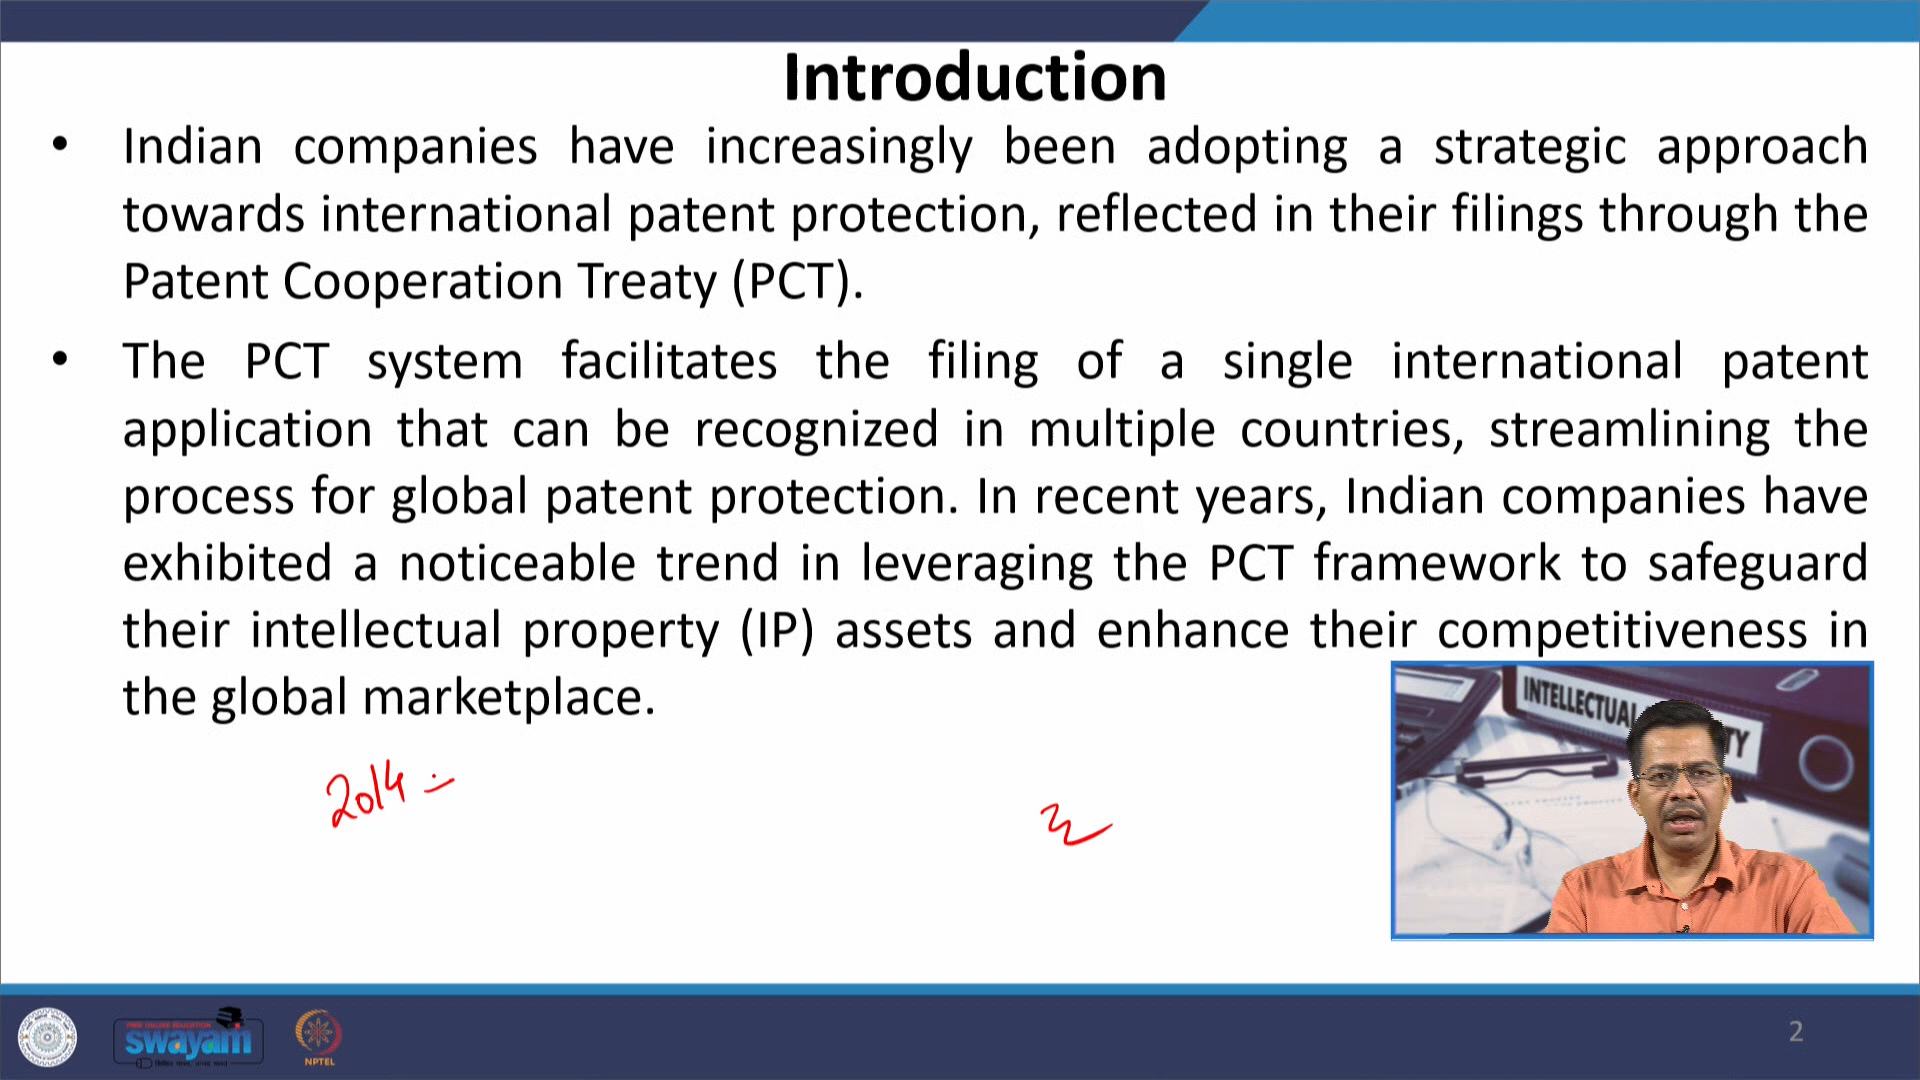 Introduction
• Indian companies have increasingly been adopting a strategic approach
towards international patent protection, reflected in their filings through the
Patent Cooperation Treaty (PCT).
• The PCT system facilitates the filing of a single international patent
application that can be recognized in multiple countries, streamlining the
process for global patent protection. In recent years, Indian companies have
exhibited a noticeable trend in leveraging the PCT framework to safeguard
their intellectual property (IP) assets and enhance their competitiveness in
the global marketplace.
INTELLECTUAL
TY
2014
FREE ONLINE EDUCATION
swayam
NPTEL
2